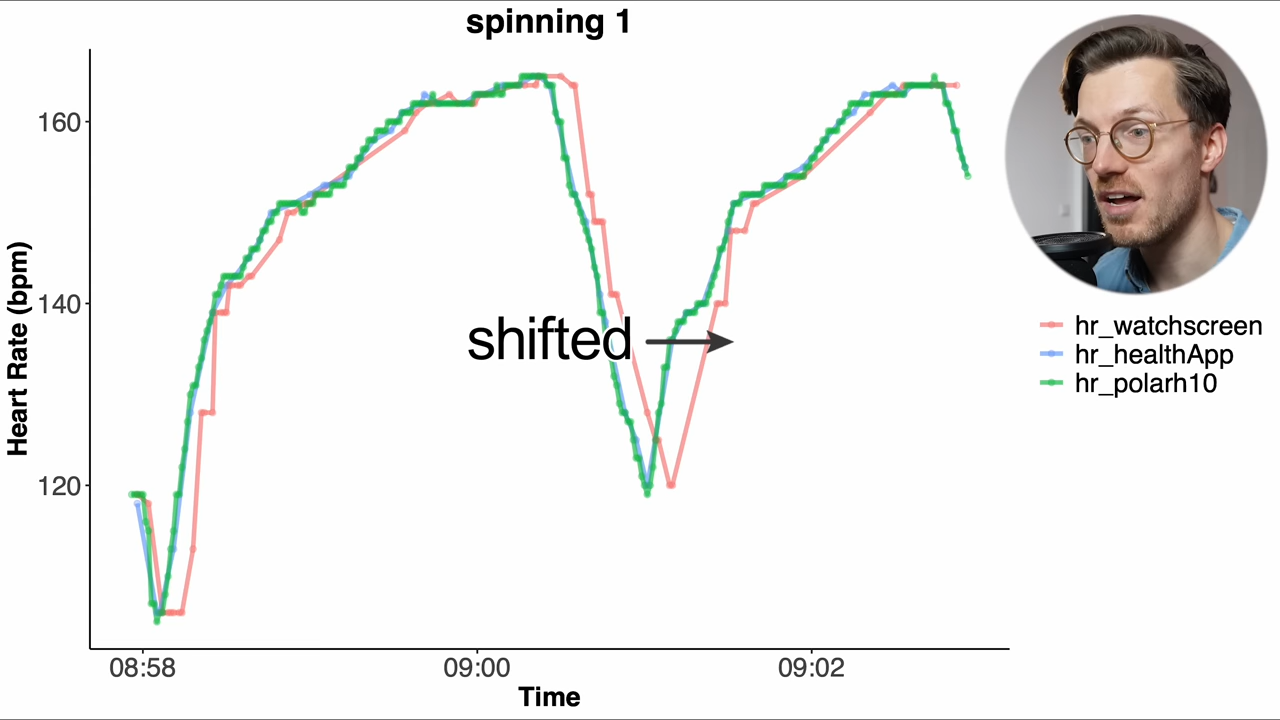 spinning 1
Heart Rate (bpm)
160
140
120
shifted
08:58
09:00
09:02
Time
hr_watchscreen
hr_healthApp
hr_polarh10